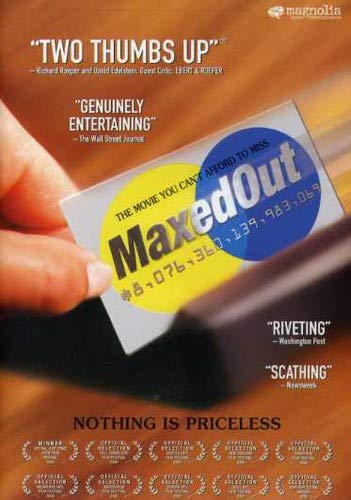 magnolia
"TWO THUMBS UP"®
– Richard Roeper and David Edelstein, Guest Critic, EBERT & ROEPER
"GENUINELY
ENTERTAINING"
– The Wall Street Journal
THE MOVIE YOU CAN'T AFFORD TO MISS
MaxedOut
*8,076,360,139,983,069
"RIVETING"
– Washington Post
"SCATHING"
– Newsweek
NOTHING IS PRICELESS
WINNER
OFFICIAL SELECTION
OFFICIAL SELECTION
OFFICIAL SELECTION
OFFICIAL SELECTION
OFFICIAL SELECTION
OFFICIAL SELECTION
OFFICIAL SELECTION
OFFICIAL SELECTION
OFFICIAL SELECTION